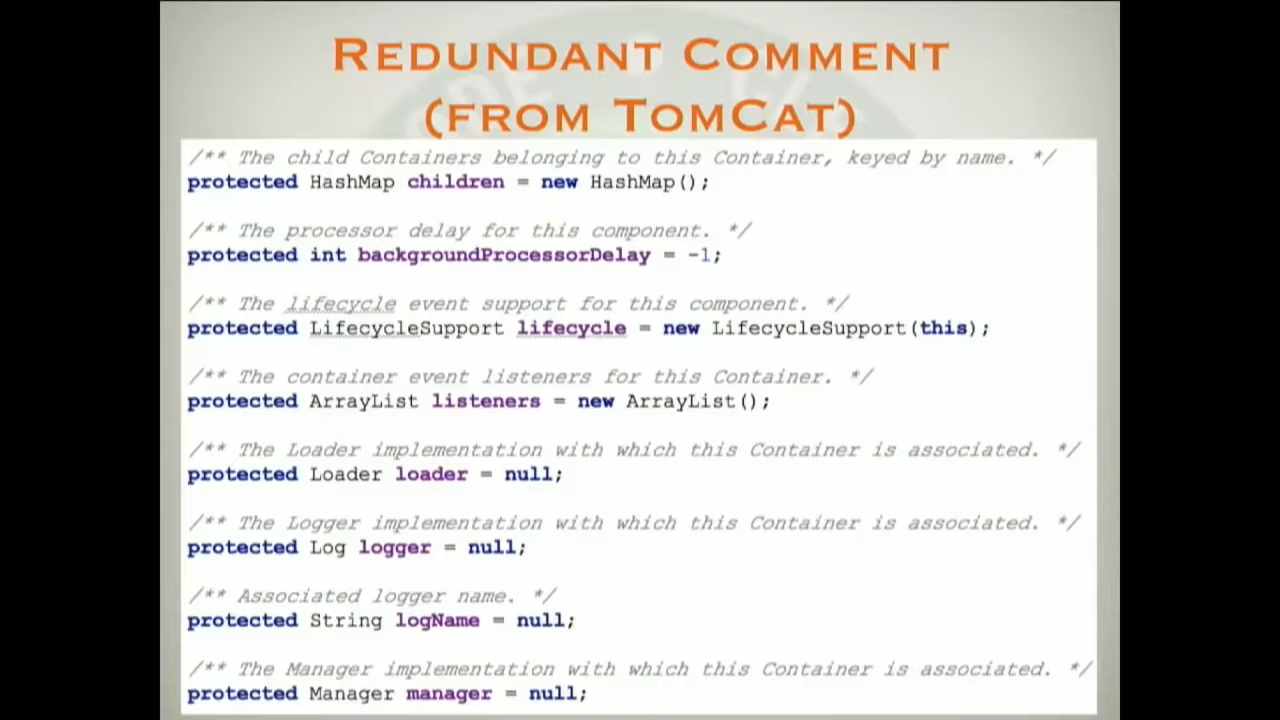 REDUNDANT COMMENT
(FROM TOMCAT)
/** The child Containers belonging to this Container, keyed by name. */
protected HashMap children = new HashMap();
/** The processor delay for this component. */
protected int backgroundProcessorDelay = -1;
/** The lifecycle event support for this component. */
protected LifecycleSupport lifecycle = new LifecycleSupport(this);
/** The container event listeners for this Container. */
protected ArrayList listeners = new ArrayList();
/** The Loader implementation with which this Container is associated. */
protected Loader loader = null;
/** The Logger implementation with which this Container is associated. */
protected Log logger = null;
/** Associated logger name. */
protected String logName = null;
/** The Manager implementation with which this Container is associated. */
protected Manager manager = null;